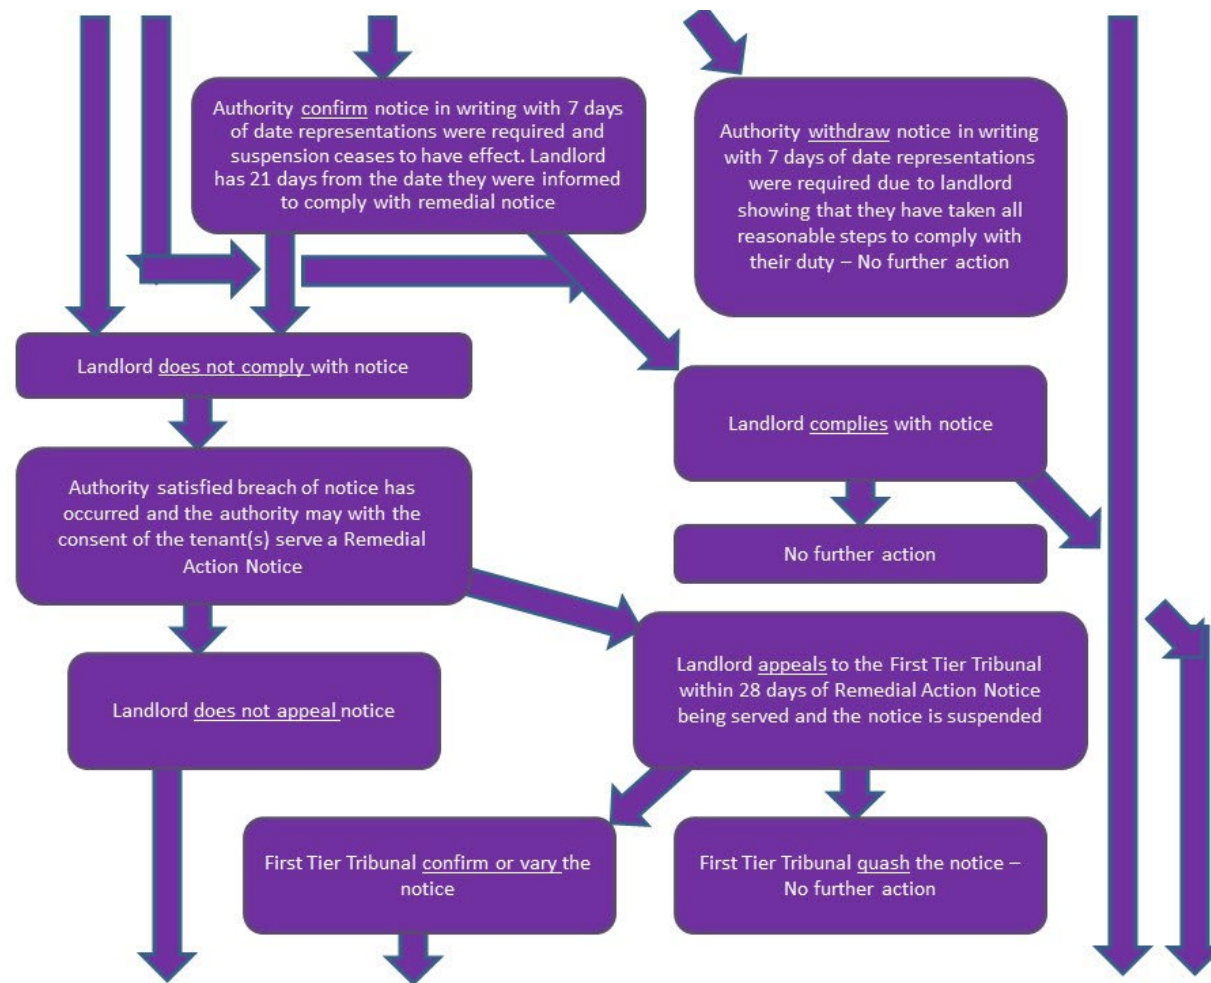 Authority confirm notice in writing with 7 days
of date representations were required and
suspension ceases to have effect. Landlord
has 21 days from the date they were informed
to comply with remedial notice
Authority withdraw notice in writing
with 7 days of date representations
were required due to landlord
showing that they have taken all
reasonable steps to comply with
their duty – No further action
Landlord does not comply with notice
Landlord complies with notice
Authority satisfied breach of notice has
occurred and the authority may with the
consent of the tenant(s) serve a Remedial
Action Notice
No further action
Landlord appeals to the First Tier Tribunal
within 28 days of Remedial Action Notice
being served and the notice is suspended
Landlord does not appeal notice
First Tier Tribunal confirm or vary the
notice
First Tier Tribunal quash the notice –
No further action